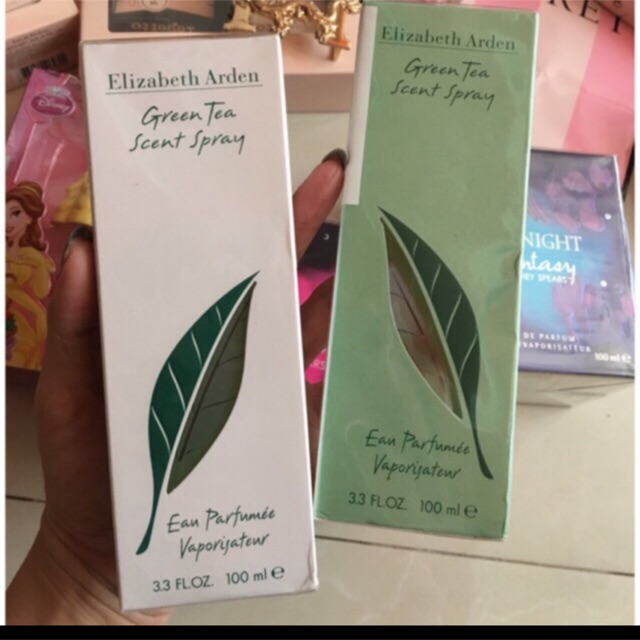 Elizabeth Arden
Green Tea
Scent Spray
Eau Parfumée
Vaporisateur
3.3 FL.OZ. 100 ml e
Elizabeth Arden
Green Tea
Scent Spray
Eau Parfumée
Vaporisateur
3.3 FL.OZ. 100 ml ℮
Disney
NIGHT
ntasy
EY SPEARS
DE PARFUM
VAPORISATEUR 100 ml ℮
RET